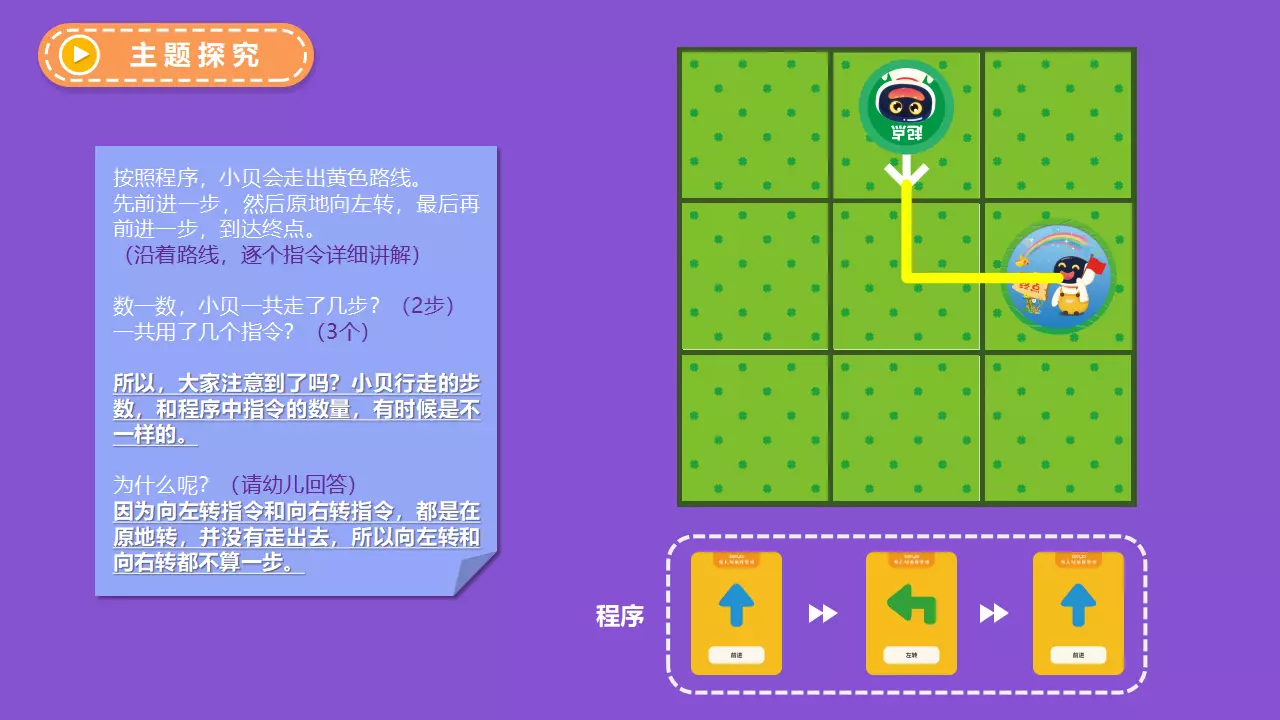 主题探究
按照程序，小贝会走出黄色路线。
先前进一步，然后原地向左转，最后再
前进一步，到达终点。
（沿着路线，逐个指令详细讲解）
数一数，小贝一共走了几步？（2步）
一共用了几个指令？（3个）
所以，大家注意到了吗？小贝行走的步
数，和程序中指令的数量，有时候是不
一样的。
为什么呢？（请幼儿回答）
因为向左转指令和向右转指令，都是在
原地转，并没有走出去，所以向左转和
向右转都不算一步。
起点
终点
程序
前进
左转
前进